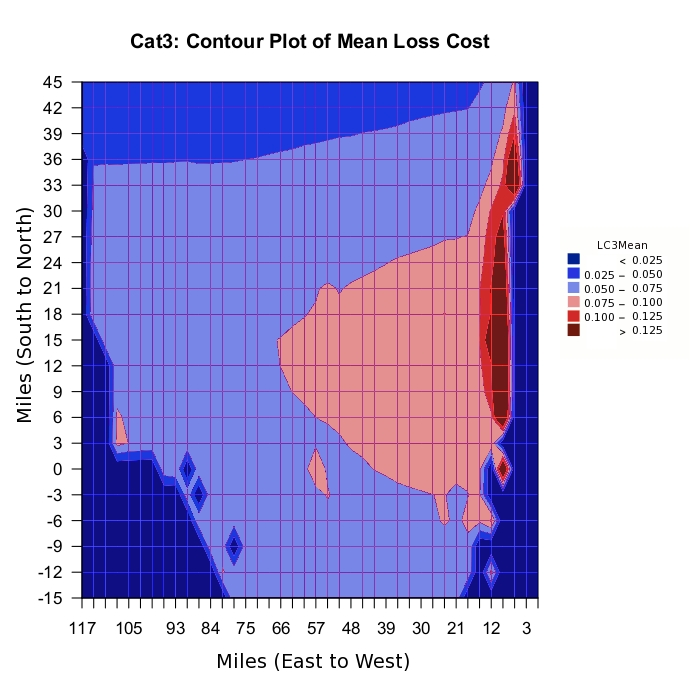 Cat3: Contour Plot of Mean Loss Cost
45
42
39
36
33
30
27
24
21
18
15
12
9
6
3
0
-3
-6
-9
-12
-15
Miles (South to North)
117 105 93 84 75 66 57 48 39 30 21 12 3
Miles (East to West)
LC3Mean
< 0.025
0.025 – 0.050
0.050 – 0.075
0.075 – 0.100
0.100 – 0.125
> 0.125